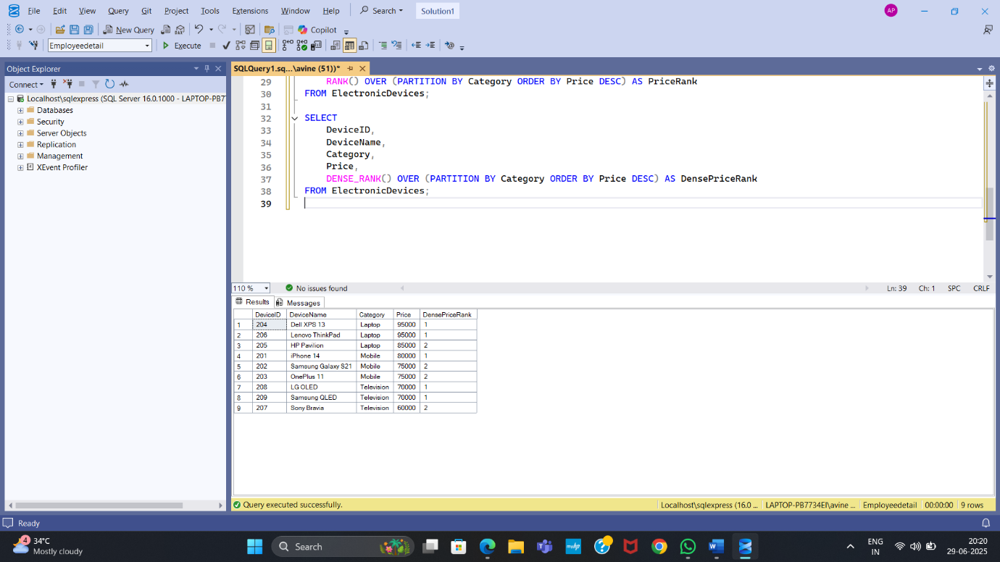 File Edit View Query Git Project Tools Extensions Window Help Search Solution1 AP
New Query DAX Copilot
Employeedetail Execute
Object Explorer
Connect
Localhost\sqlexpress (SQL Server 16.0.1000 - LAPTOP-PB7
Databases
Security
Server Objects
Replication
Management
XEvent Profiler
SQLQuery1.sq...\avine (51))*
29 RANK() OVER (PARTITION BY Category ORDER BY Price DESC) AS PriceRank
30 FROM ElectronicDevices;
31
32 SELECT
33 DeviceID,
34 DeviceName,
35 Category,
36 Price,
37 DENSE_RANK() OVER (PARTITION BY Category ORDER BY Price DESC) AS DensePriceRank
38 FROM ElectronicDevices;
39
110 % No issues found Ln: 39 Ch: 1 SPC CRLF
Results Messages
DeviceID DeviceName Category Price DensePriceRank
1 204 Dell XPS 13 Laptop 95000 1
2 206 Lenovo ThinkPad Laptop 95000 1
3 205 HP Pavilion Laptop 85000 2
4 201 iPhone 14 Mobile 80000 1
5 202 Samsung Galaxy S21 Mobile 75000 2
6 203 OnePlus 11 Mobile 75000 2
7 208 LG OLED Television 70000 1
8 209 Samsung QLED Television 70000 1
9 207 Sony Bravia Television 60000 2
Query executed successfully. Localhost\sqlexpress (16.0 ... LAPTOP-PB7734EI\avine ... Employeedetail 00:00:00 9 rows
Ready
4 34°C
Mostly cloudy
Search
myhp
ENG
IN
20:20
29-06-2025